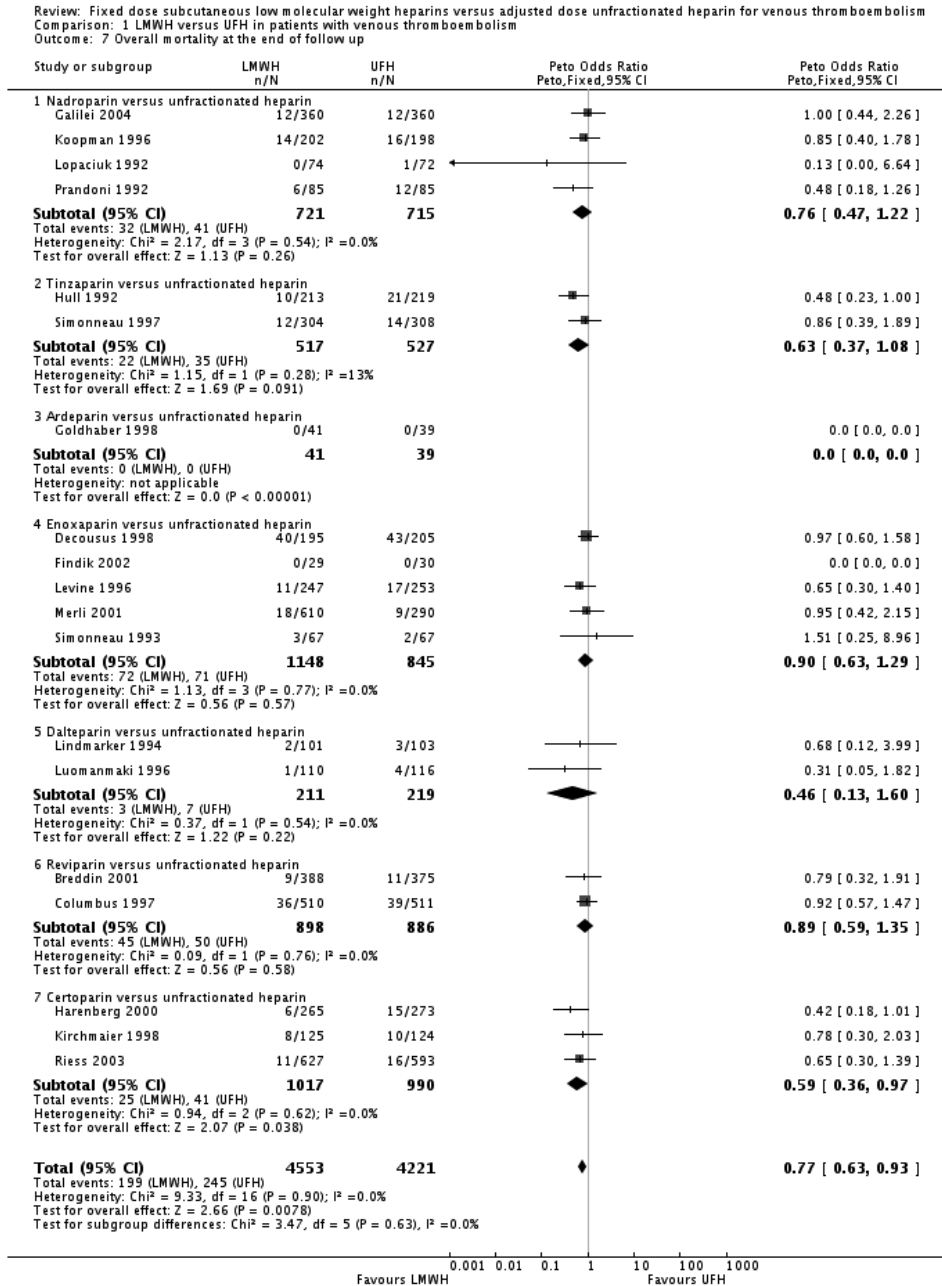 Review: Fixed dose subcutaneous low molecular weight heparins versus adjusted dose unfractionated heparin for venous thromboembolism
Comparison: 1 LMWH versus UFH in patients with venous thromboembolism
Outcome: 7 Overall mortality at the end of follow up
Study or subgroup LMWH UFH Peto Odds Ratio Peto Odds Ratio
n/N n/N Peto,Fixed,95% CI Peto,Fixed,95% CI
1 Nadroparin versus unfractionated heparin
Galilei 2004 12/360 12/360 1.00 [ 0.44, 2.26 ]
Koopman 1996 14/202 16/198 0.85 [ 0.40, 1.78 ]
Lopaciuk 1992 0/74 1/72 0.13 [ 0.00, 6.64 ]
Prandoni 1992 6/85 12/85 0.48 [ 0.18, 1.26 ]
Subtotal (95% CI) 721 715 0.76 [ 0.47, 1.22 ]
Total events: 32 (LMWH), 41 (UFH)
Heterogeneity: Chi² = 2.17, df = 3 (P = 0.54); I² =0.0%
Test for overall effect: Z = 1.13 (P = 0.26)
2 Tinzaparin versus unfractionated heparin
Hull 1992 10/213 21/219 0.48 [ 0.23, 1.00 ]
Simonneau 1997 12/304 14/308 0.86 [ 0.39, 1.89 ]
Subtotal (95% CI) 517 527 0.63 [ 0.37, 1.08 ]
Total events: 22 (LMWH), 35 (UFH)
Heterogeneity: Chi² = 1.15, df = 1 (P = 0.28); I² =13%
Test for overall effect: Z = 1.69 (P = 0.091)
3 Ardeparin versus unfractionated heparin
Goldhaber 1998 0/41 0/39 0.0 [ 0.0, 0.0 ]
Subtotal (95% CI) 41 39 0.0 [ 0.0, 0.0 ]
Total events: 0 (LMWH), 0 (UFH)
Heterogeneity: not applicable
Test for overall effect: Z = 0.0 (P < 0.00001)
4 Enoxaparin versus unfractionated heparin
Decousus 1998 40/195 43/205 0.97 [ 0.60, 1.58 ]
Findik 2002 0/29 0/30 0.0 [ 0.0, 0.0 ]
Levine 1996 11/247 17/253 0.65 [ 0.30, 1.40 ]
Merli 2001 18/610 9/290 0.95 [ 0.42, 2.15 ]
Simonneau 1993 3/67 2/67 1.51 [ 0.25, 8.96 ]
Subtotal (95% CI) 1148 845 0.90 [ 0.63, 1.29 ]
Total events: 72 (LMWH), 71 (UFH)
Heterogeneity: Chi² = 1.13, df = 3 (P = 0.77); I² =0.0%
Test for overall effect: Z = 0.56 (P = 0.57)
5 Dalteparin versus unfractionated heparin
Lindmarker 1994 2/101 3/103 0.68 [ 0.12, 3.99 ]
Luomanmaki 1996 1/110 4/116 0.31 [ 0.05, 1.82 ]
Subtotal (95% CI) 211 219 0.46 [ 0.13, 1.60 ]
Total events: 3 (LMWH), 7 (UFH)
Heterogeneity: Chi² = 0.37, df = 1 (P = 0.54); I² =0.0%
Test for overall effect: Z = 1.22 (P = 0.22)
6 Reviparin versus unfractionated heparin
Breddin 2001 9/388 11/375 0.79 [ 0.32, 1.91 ]
Columbus 1997 36/510 39/511 0.92 [ 0.57, 1.47 ]
Subtotal (95% CI) 898 886 0.89 [ 0.59, 1.35 ]
Total events: 45 (LMWH), 50 (UFH)
Heterogeneity: Chi² = 0.09, df = 1 (P = 0.76); I² =0.0%
Test for overall effect: Z = 0.56 (P = 0.58)
7 Certoparin versus unfractionated heparin
Harenberg 2000 6/265 15/273 0.42 [ 0.18, 1.01 ]
Kirchmaier 1998 8/125 10/124 0.78 [ 0.30, 2.03 ]
Riess 2003 11/627 16/593 0.65 [ 0.30, 1.39 ]
Subtotal (95% CI) 1017 990 0.59 [ 0.36, 0.97 ]
Total events: 25 (LMWH), 41 (UFH)
Heterogeneity: Chi² = 0.94, df = 2 (P = 0.62); I² =0.0%
Test for overall effect: Z = 2.07 (P = 0.038)
Total (95% CI) 4553 4221 0.77 [ 0.63, 0.93 ]
Total events: 199 (LMWH), 245 (UFH)
Heterogeneity: Chi² = 9.33, df = 16 (P = 0.90); I² =0.0%
Test for overall effect: Z = 2.66 (P = 0.0078)
Test for subgroup differences: Chi² = 3.47, df = 5 (P = 0.63), I² =0.0%
0.001 0.01 0.1 1 10 100 1000
Favours LMWH Favours UFH